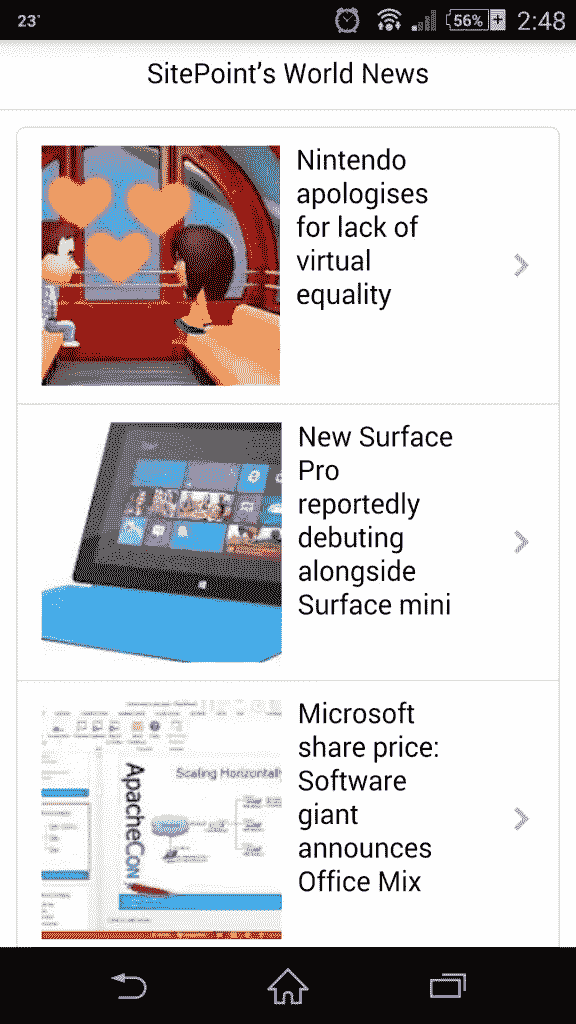 23°
56%
2:48
SitePoint's World News
Nintendo
apologises
for lack of
virtual
equality
New Surface
Pro
reportedly
debuting
alongside
Surface mini
Microsoft
share price:
Software
giant
announces
Office Mix
Scaling Horizontall
ApacheCon